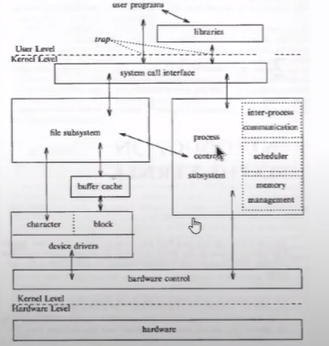 user programs
libraries
trap
User Level
Kernel Level
system call interface
file subsystem
process
control
subsystem
inter-process
communication
scheduler
memory
management
buffer cache
character
block
device drivers
hardware control
Kernel Level
Hardware Level
hardware